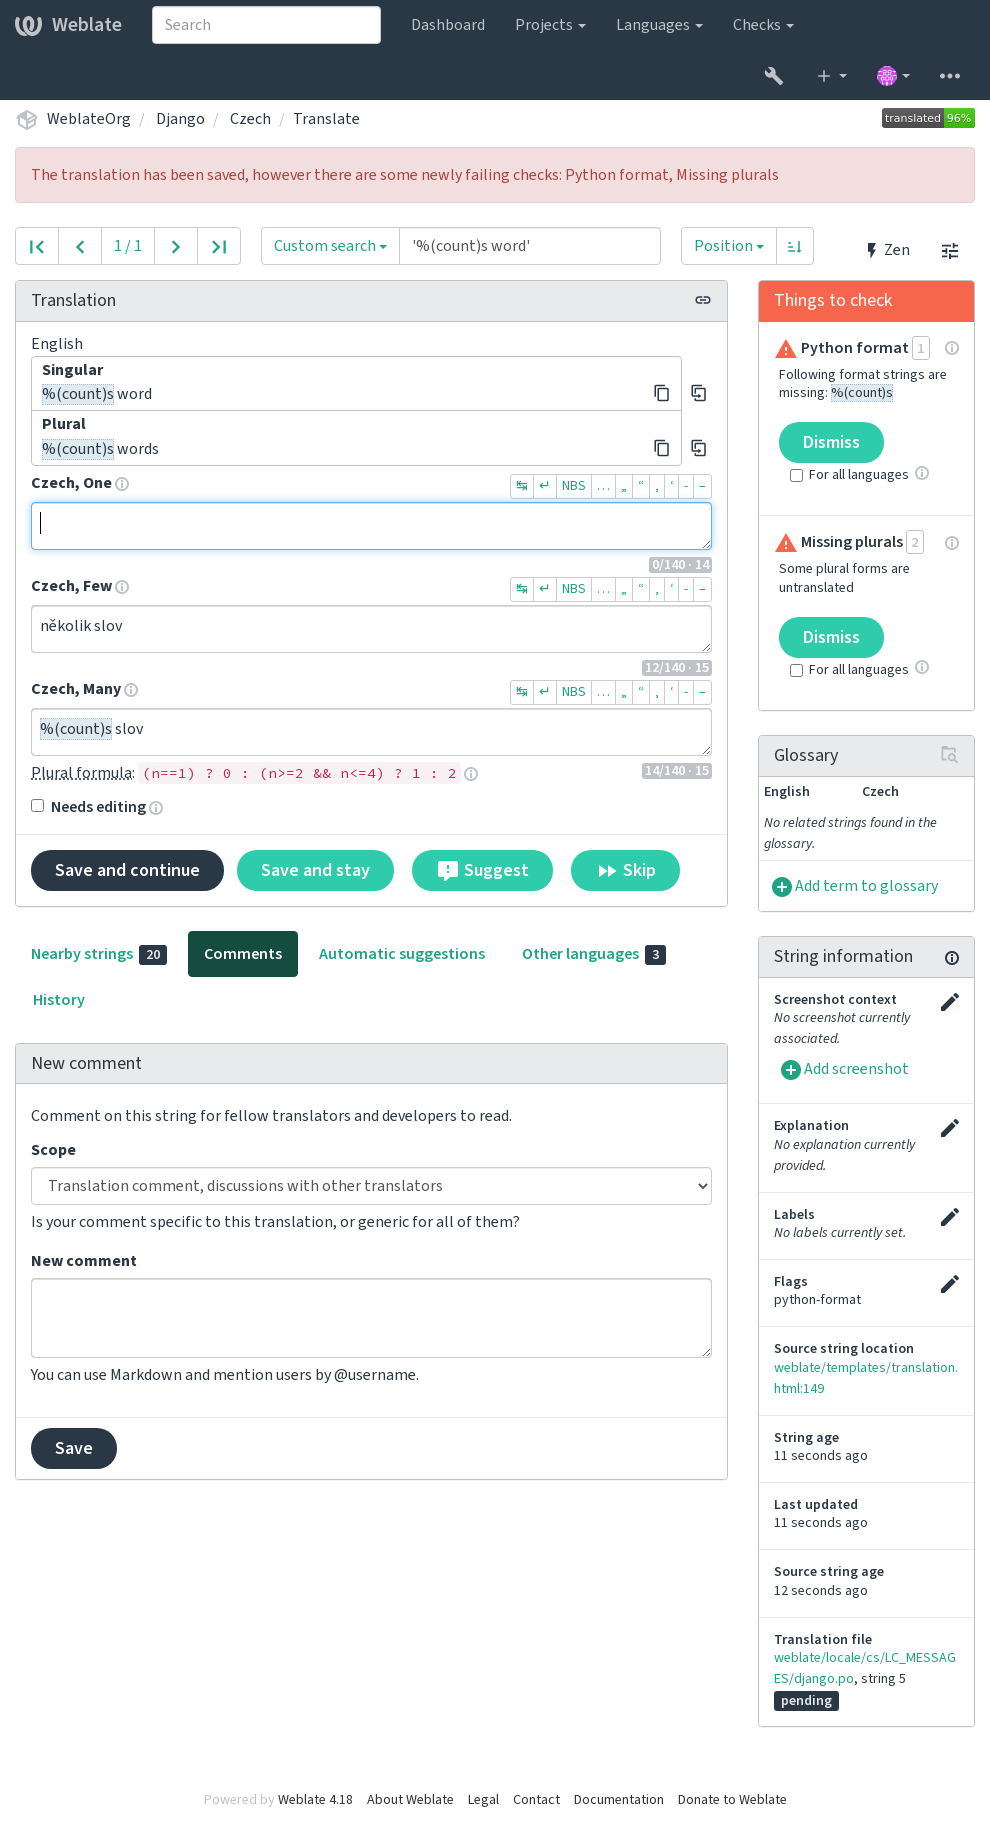 Weblate
Search
Dashboard
Projects
Languages
Checks
WeblateOrg / Django / Czech / Translate
translated 96%
The translation has been saved, however there are some newly failing checks: Python format, Missing plurals
1 / 1
Custom search
'%(count)s word'
Position
Zen
Translation
English
Singular
%(count)s word
Plural
%(count)s words
Czech, One
↹ ↵ NBS … „ “ ‚ ‘ - –
0/140 · 14
Czech, Few
↹ ↵ NBS … „ “ ‚ ‘ - –
několik slov
12/140 · 15
Czech, Many
↹ ↵ NBS … „ “ ‚ ‘ - –
%(count)s slov
14/140 · 15
Plural formula: (n==1) ? 0 : (n>=2 && n<=4) ? 1 : 2
Needs editing
Save and continue
Save and stay
Suggest
Skip
Nearby strings 20
Comments
Automatic suggestions
Other languages 3
History
New comment
Comment on this string for fellow translators and developers to read.
Scope
Translation comment, discussions with other translators
Is your comment specific to this translation, or generic for all of them?
New comment
You can use Markdown and mention users by @username.
Save
Things to check
Python format 1
Following format strings are
missing: %(count)s
Dismiss
For all languages
Missing plurals 2
Some plural forms are
untranslated
Dismiss
For all languages
Glossary
English Czech
No related strings found in the
glossary.
Add term to glossary
String information
Screenshot context
No screenshot currently
associated.
Add screenshot
Explanation
No explanation currently
provided.
Labels
No labels currently set.
Flags
python-format
Source string location
weblate/templates/translation.
html:149
String age
11 seconds ago
Last updated
11 seconds ago
Source string age
12 seconds ago
Translation file
weblate/locale/cs/LC_MESSAG
ES/django.po, string 5
pending
Powered by Weblate 4.18 About Weblate Legal Contact Documentation Donate to Weblate